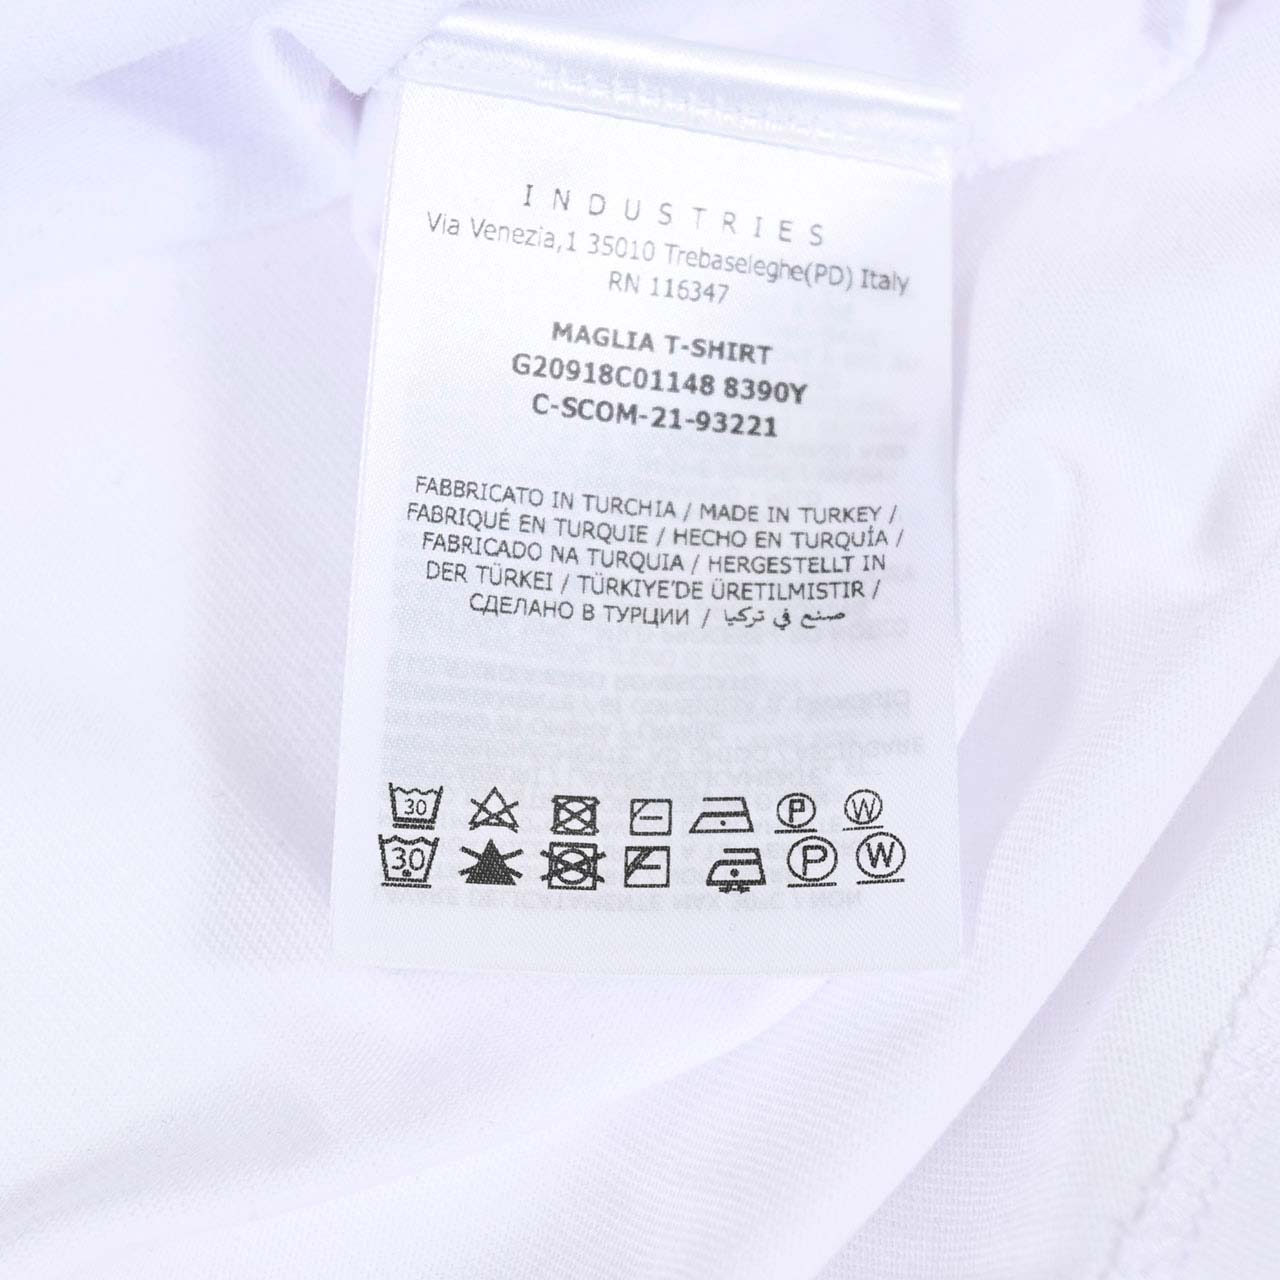 INDUSTRIES
Via Venezia,1 35010 Trebaseleghe(PD) Italy
RN 116347
MAGLIA T-SHIRT
G20918C01148 8390Y
C-SCOM-21-93221
FABBRICATO IN TURCHIA / MADE IN TURKEY /
FABRIQUÉ EN TURQUIE / HECHO EN TURQUÍA /
FABRICADO NA TURQUIA / HERGESTELLT IN
DER TÜRKEI / TÜRKIYE'DE ÜRETILMISTIR /
СДЕЛАНО В ТУРЦИИ / صنع في تركيا
30 P W
30 P W